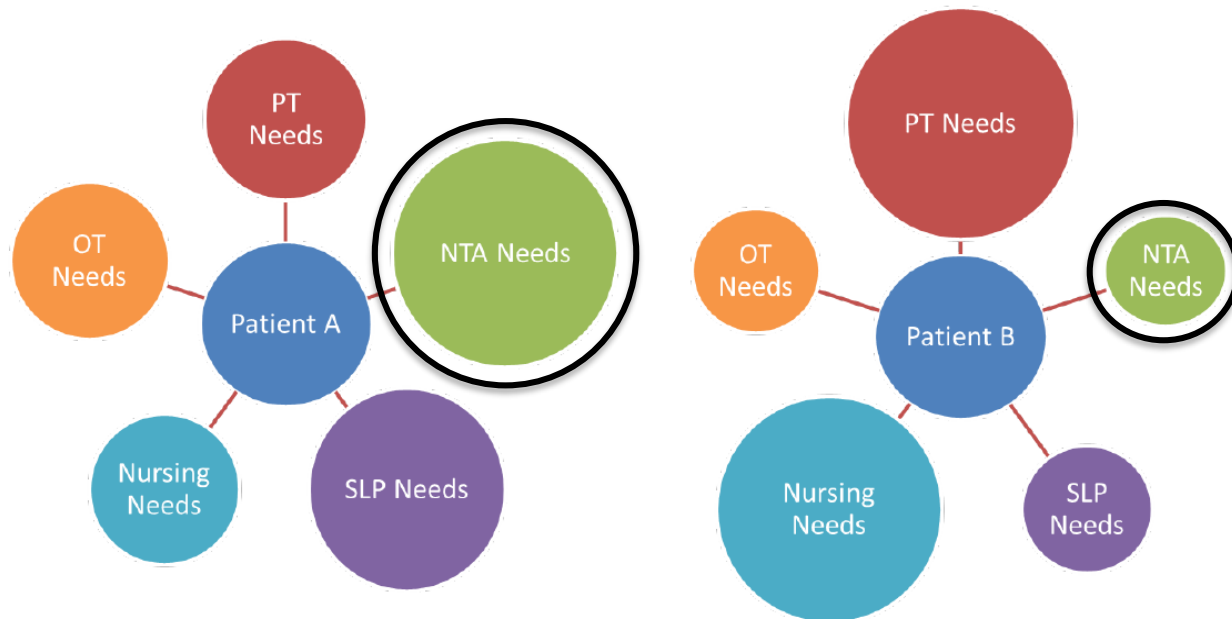 PT
Needs
NTA Needs
OT
Needs
Patient A
Nursing
Needs
SLP Needs
PT Needs
OT
Needs
NTA
Needs
Patient B
Nursing
Needs
SLP
Needs